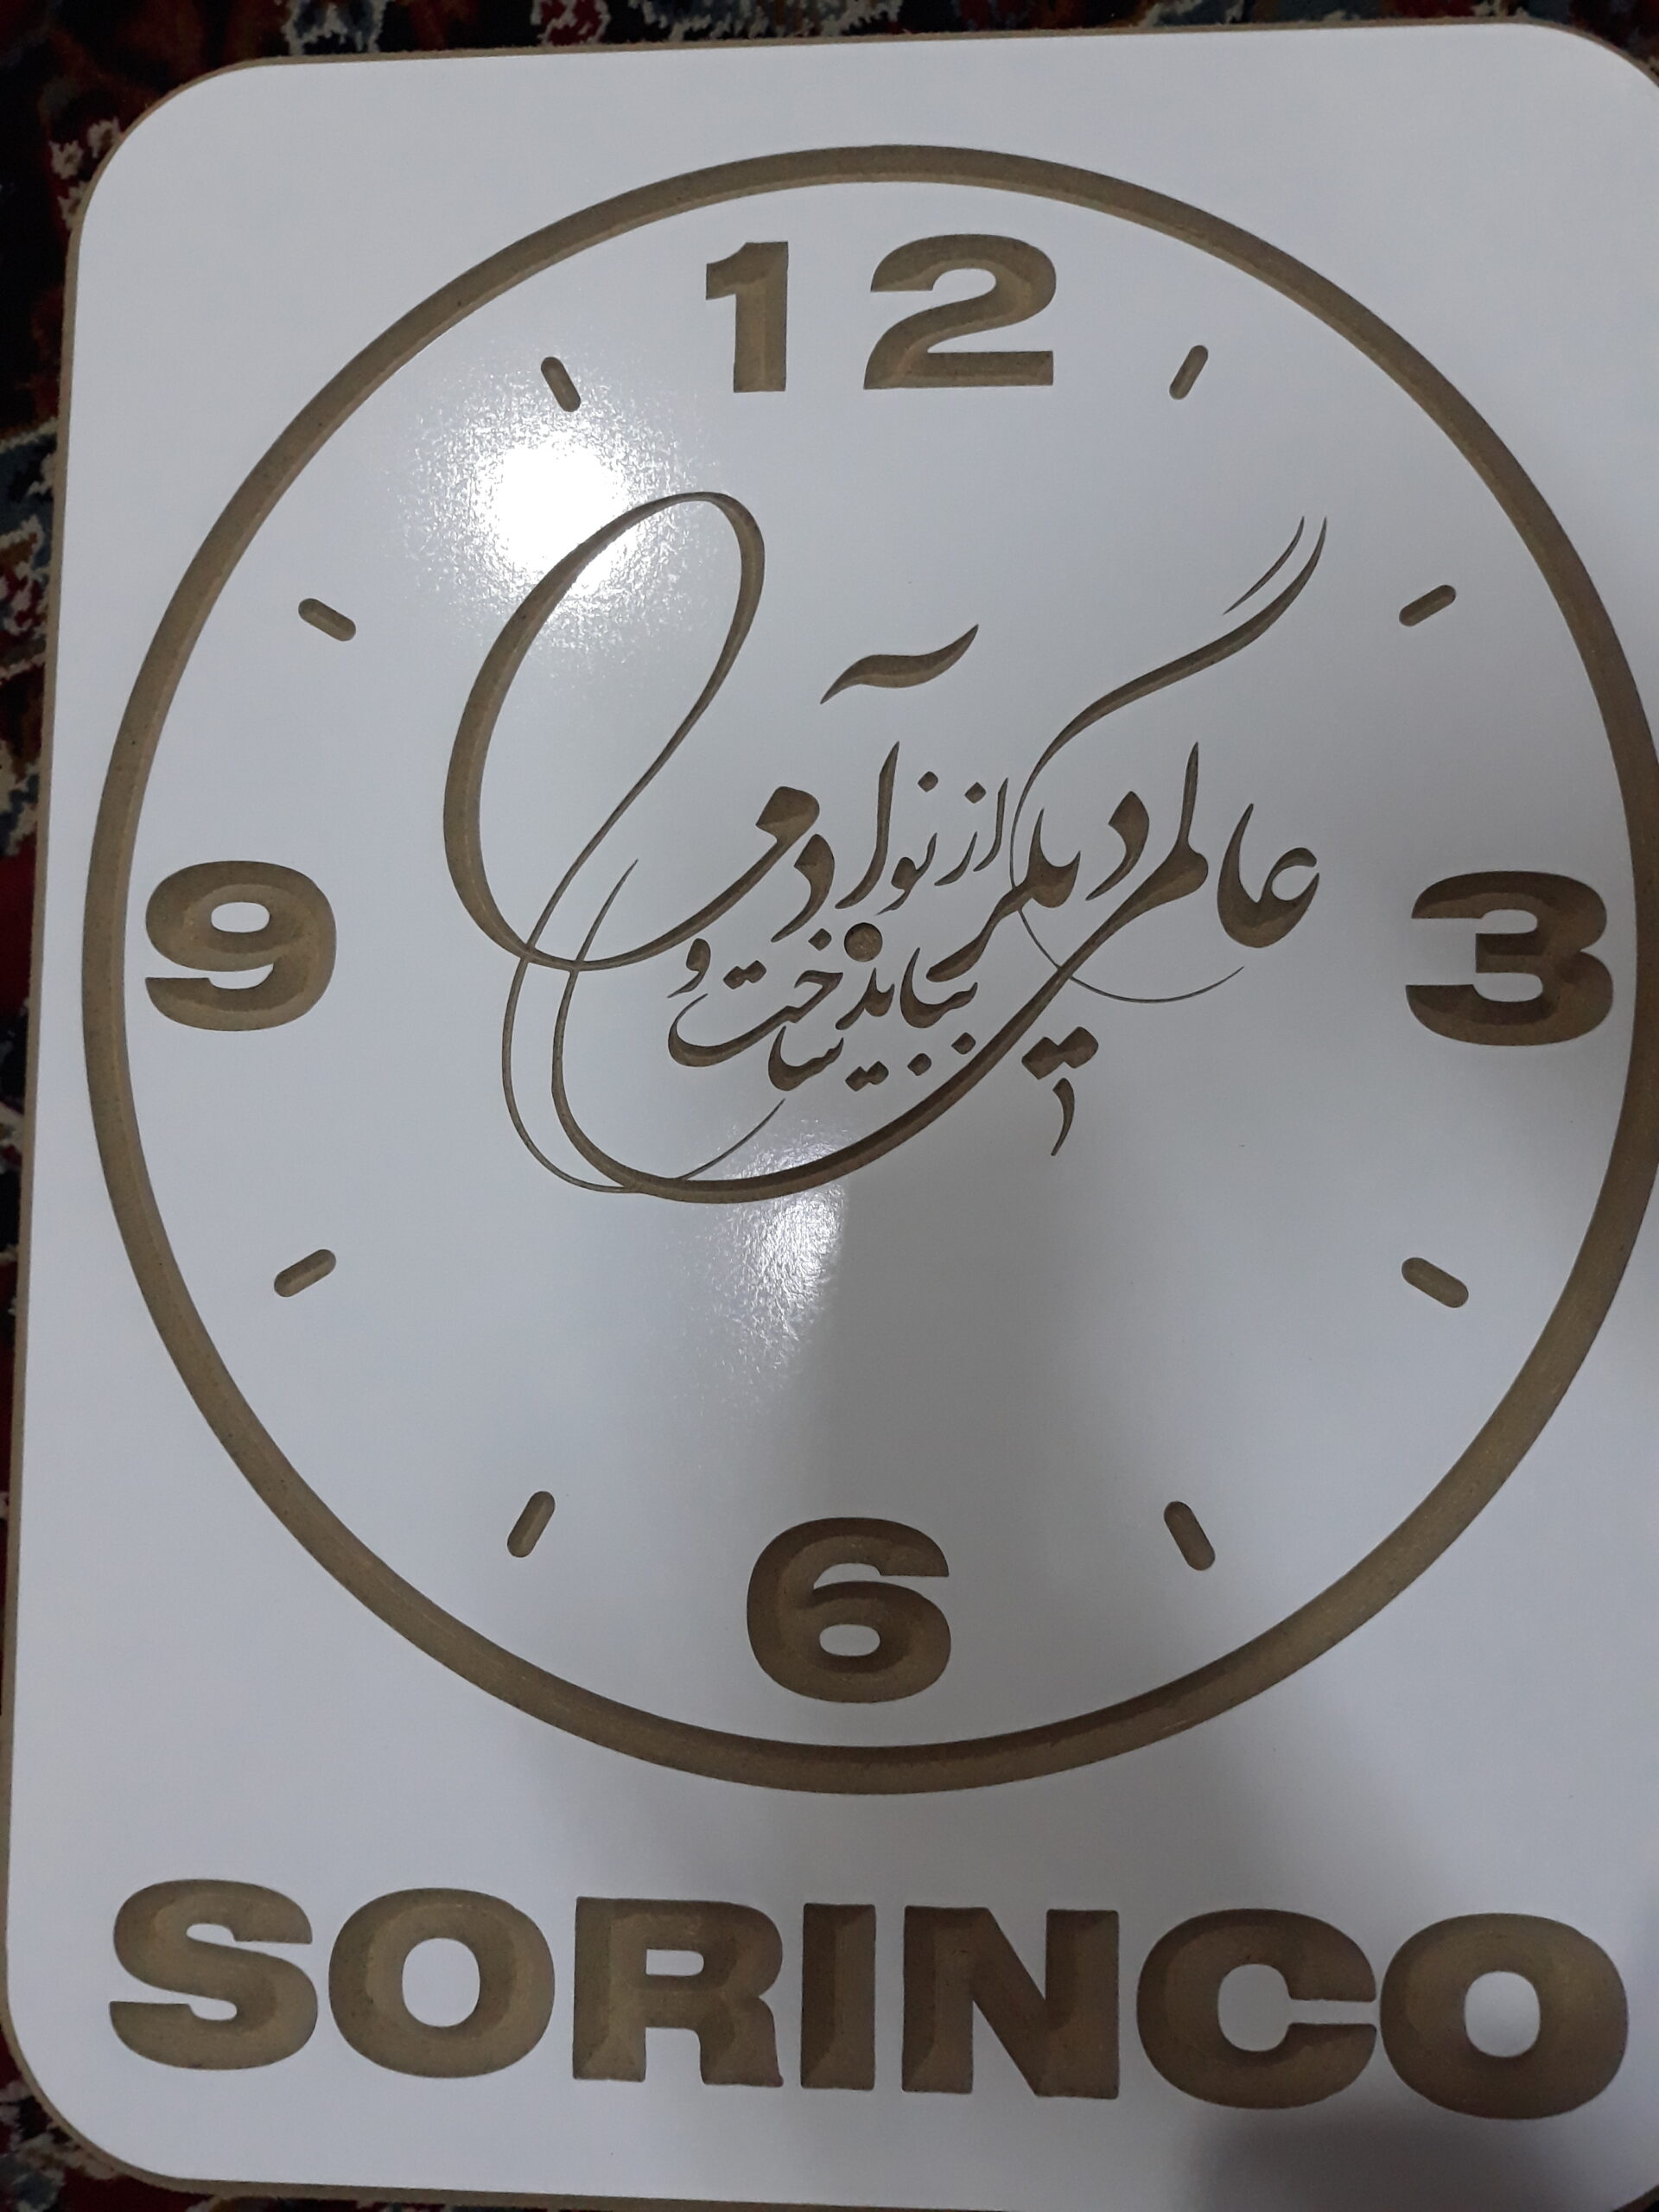 12
عالمی دیگر بباید ساخت و از نو آدمی
9
3
6
SORINCO